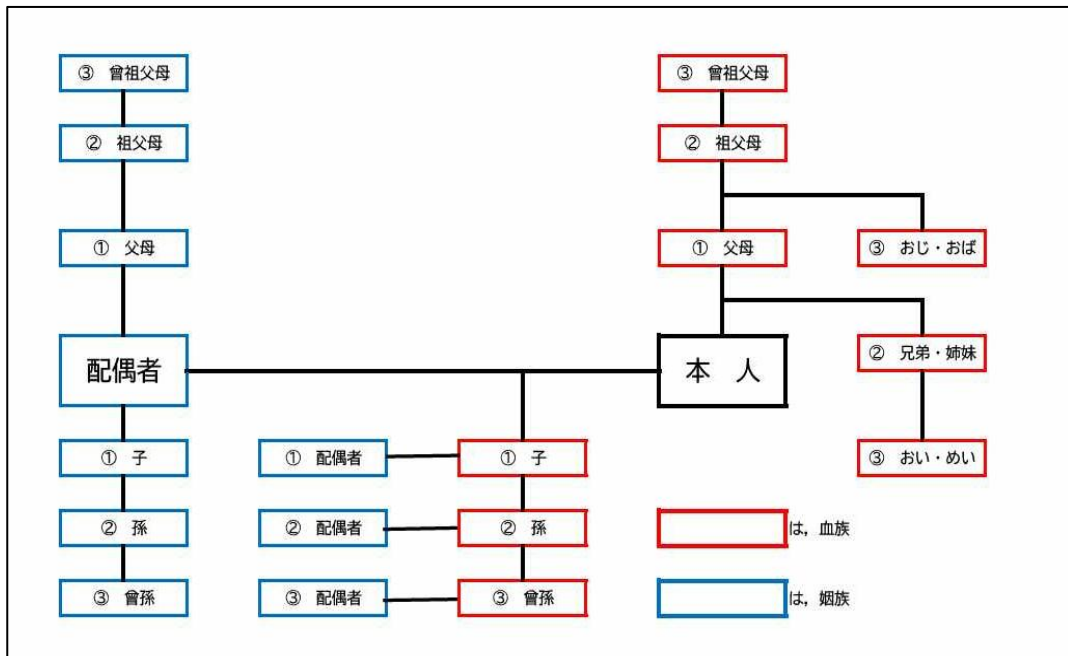 ③ 曾祖父母
③ 曾祖父母
② 祖父母
② 祖父母
① 父母
① 父母
③ おじ・おば
配偶者
本 人
② 兄弟・姉妹
① 子
① 配偶者
① 子
③ おい・めい
② 孫
② 配偶者
② 孫
は，血族
③ 曾孫
③ 配偶者
③ 曾孫
は，姻族